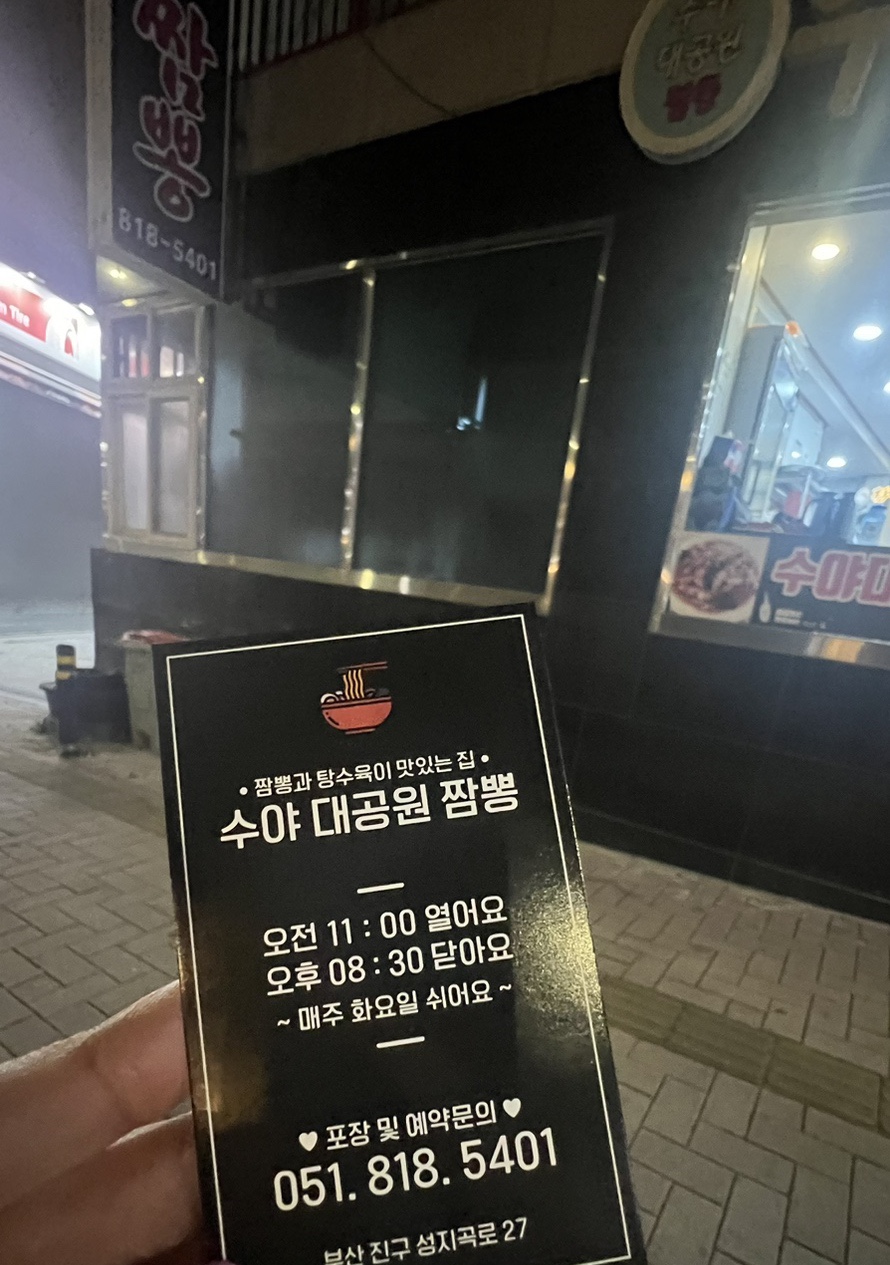 짬뽕
818-5401
수야
대공원
짬뽕
Tire
수야대
• 짬뽕과 탕수육이 맛있는 집 •
수야 대공원 짬뽕
오전 11 : 00 열어요
오후 08 : 30 닫아요
~ 매주 화요일 쉬어요 ~
♥ 포장 및 예약문의 ♥
051. 818. 5401
부산 진구 성지곡로 27